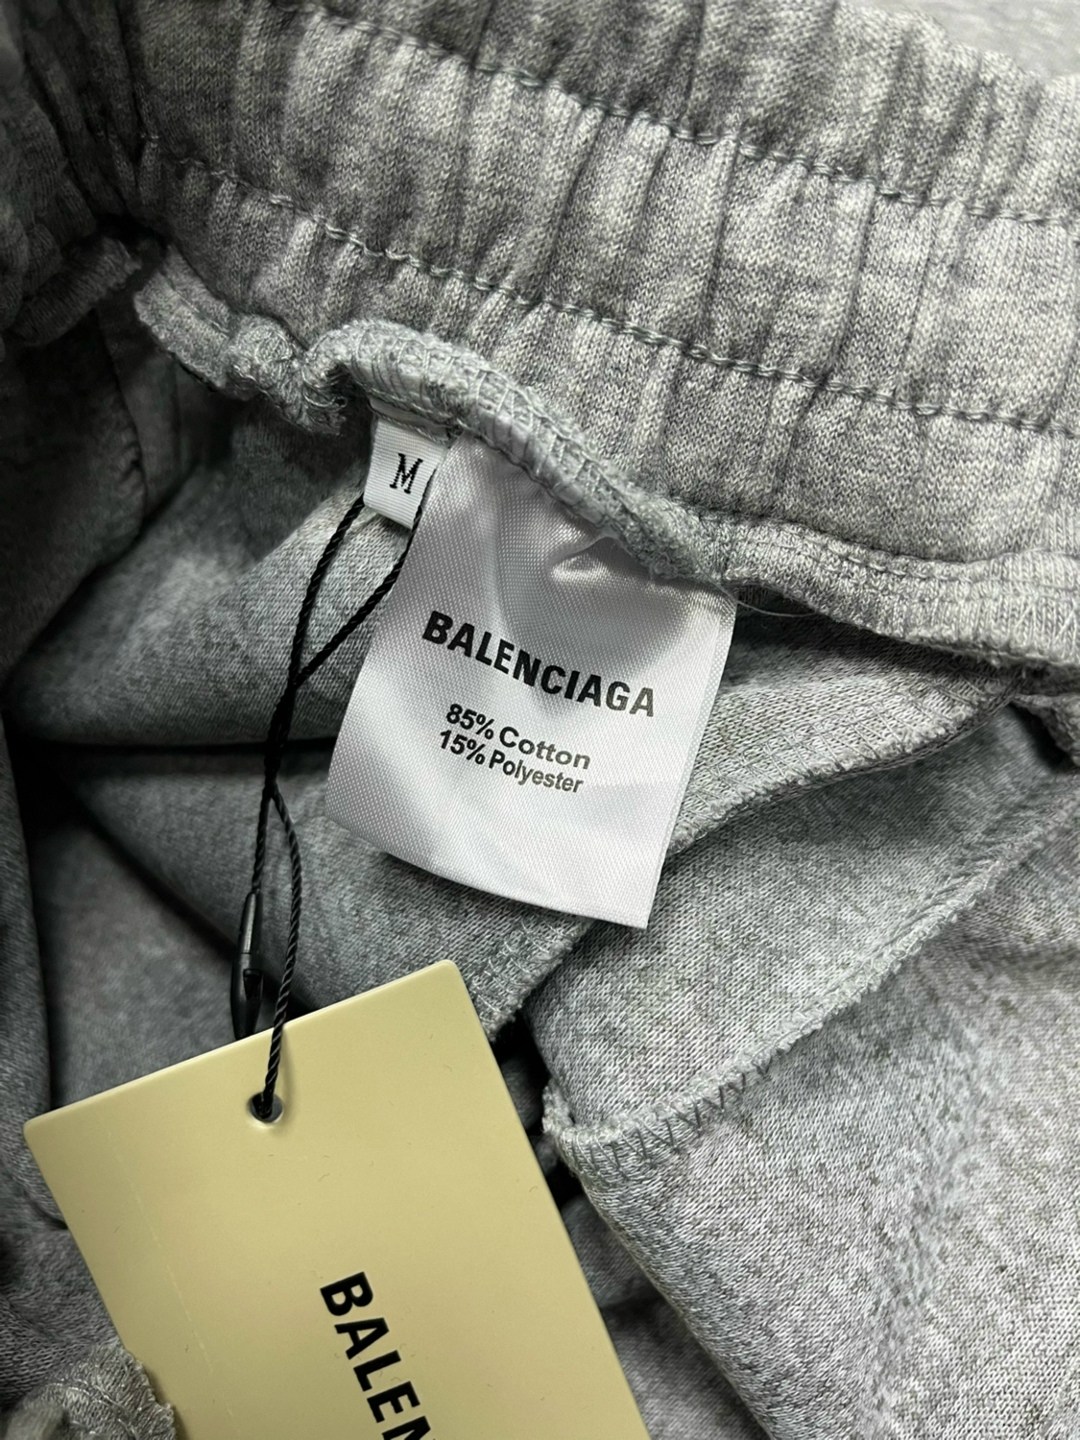 M
BALENCIAGA
85% Cotton
15% Polyester
BALEN